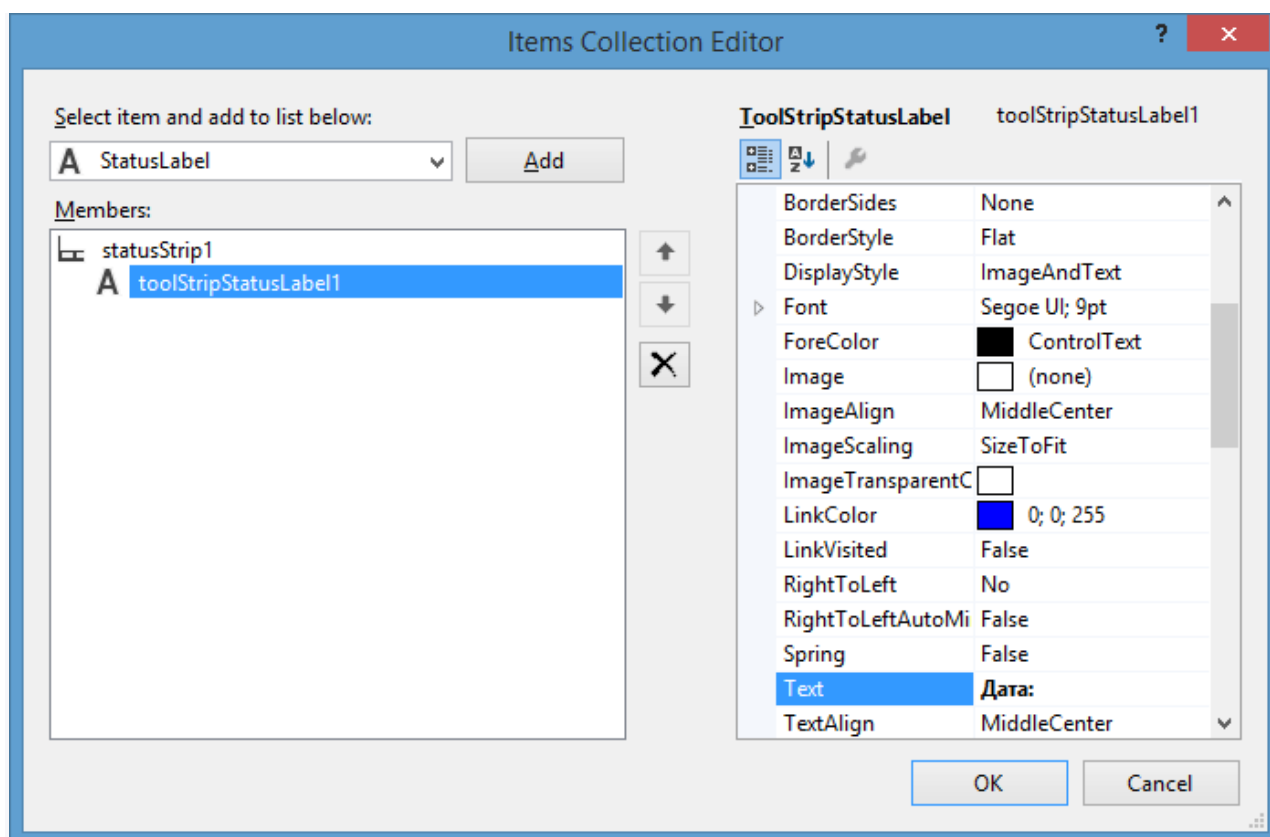 Items Collection Editor ?
Select item and add to list below:
A StatusLabel Add
Members:
statusStrip1
A toolStripStatusLabel1
ToolStripStatusLabel toolStripStatusLabel1
BorderSides None
BorderStyle Flat
DisplayStyle ImageAndText
Font Segoe UI; 9pt
ForeColor ControlText
Image (none)
ImageAlign MiddleCenter
ImageScaling SizeToFit
ImageTransparentC
LinkColor 0; 0; 255
LinkVisited False
RightToLeft No
RightToLeftAutoMi False
Spring False
Text Дата:
TextAlign MiddleCenter
OK Cancel